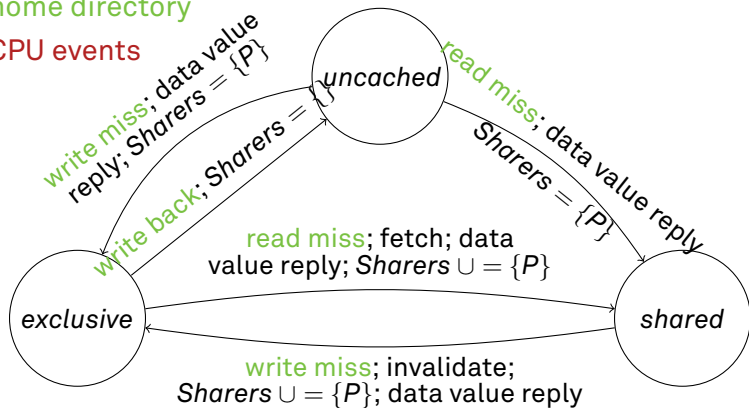 home directory
CPU events
uncached
write miss; data value
reply; Sharers = {P}
write back; Sharers = {}
read miss; data value reply
Sharers = {P}
read miss; fetch; data
value reply; Sharers ∪ = {P}
exclusive
shared
write miss; invalidate;
Sharers ∪ = {P}; data value reply